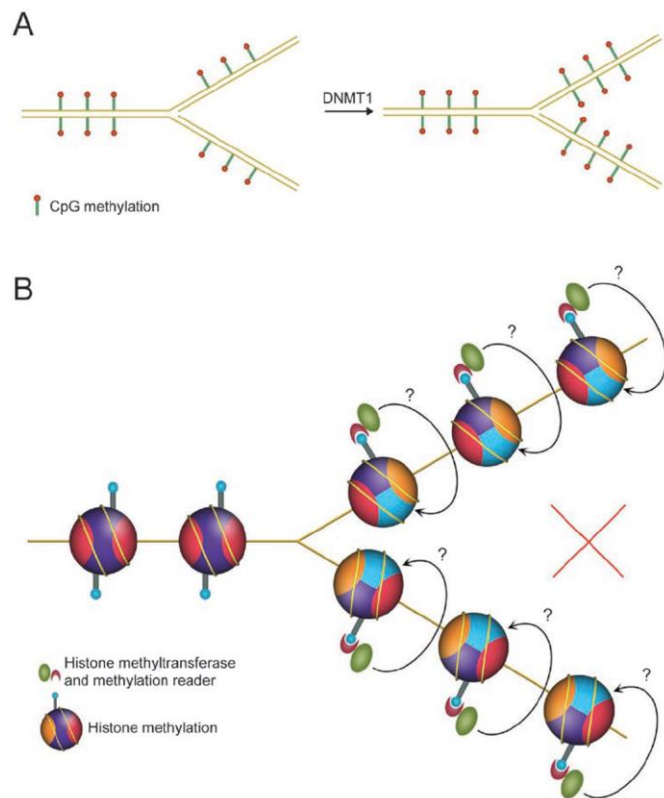 A
DNMT1
CpG methylation
B
?
?
?
?
?
?
Histone methyltransferase
and methylation reader
Histone methylation